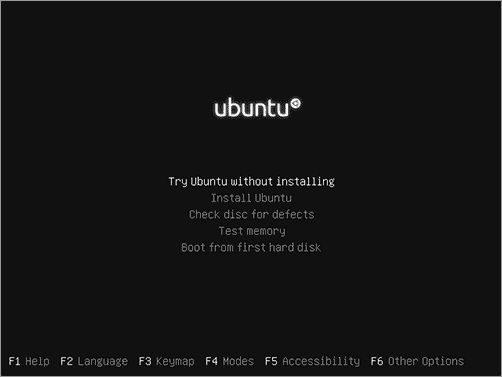 ubuntu
Try Ubuntu without installing
Install Ubuntu
Check disc for defects
Test memory
Boot from first hard disk
F1 Help F2 Language F3 Keymap F4 Modes F5 Accessibility F6 Other Options